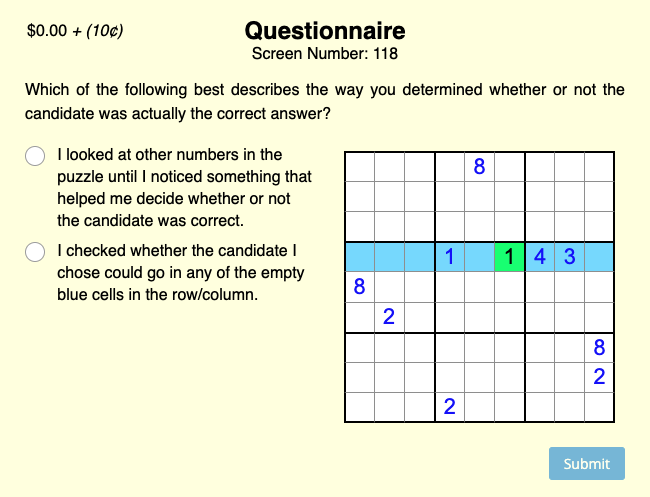 $0.00 + (10¢)
Questionnaire
Screen Number: 118
Which of the following best describes the way you determined whether or not the
candidate was actually the correct answer?
I looked at other numbers in the
puzzle until I noticed something that
helped me decide whether or not
the candidate was correct.
I checked whether the candidate I
chose could go in any of the empty
blue cells in the row/column.
8
1 1 4 3
8
2
8
2
2
Submit